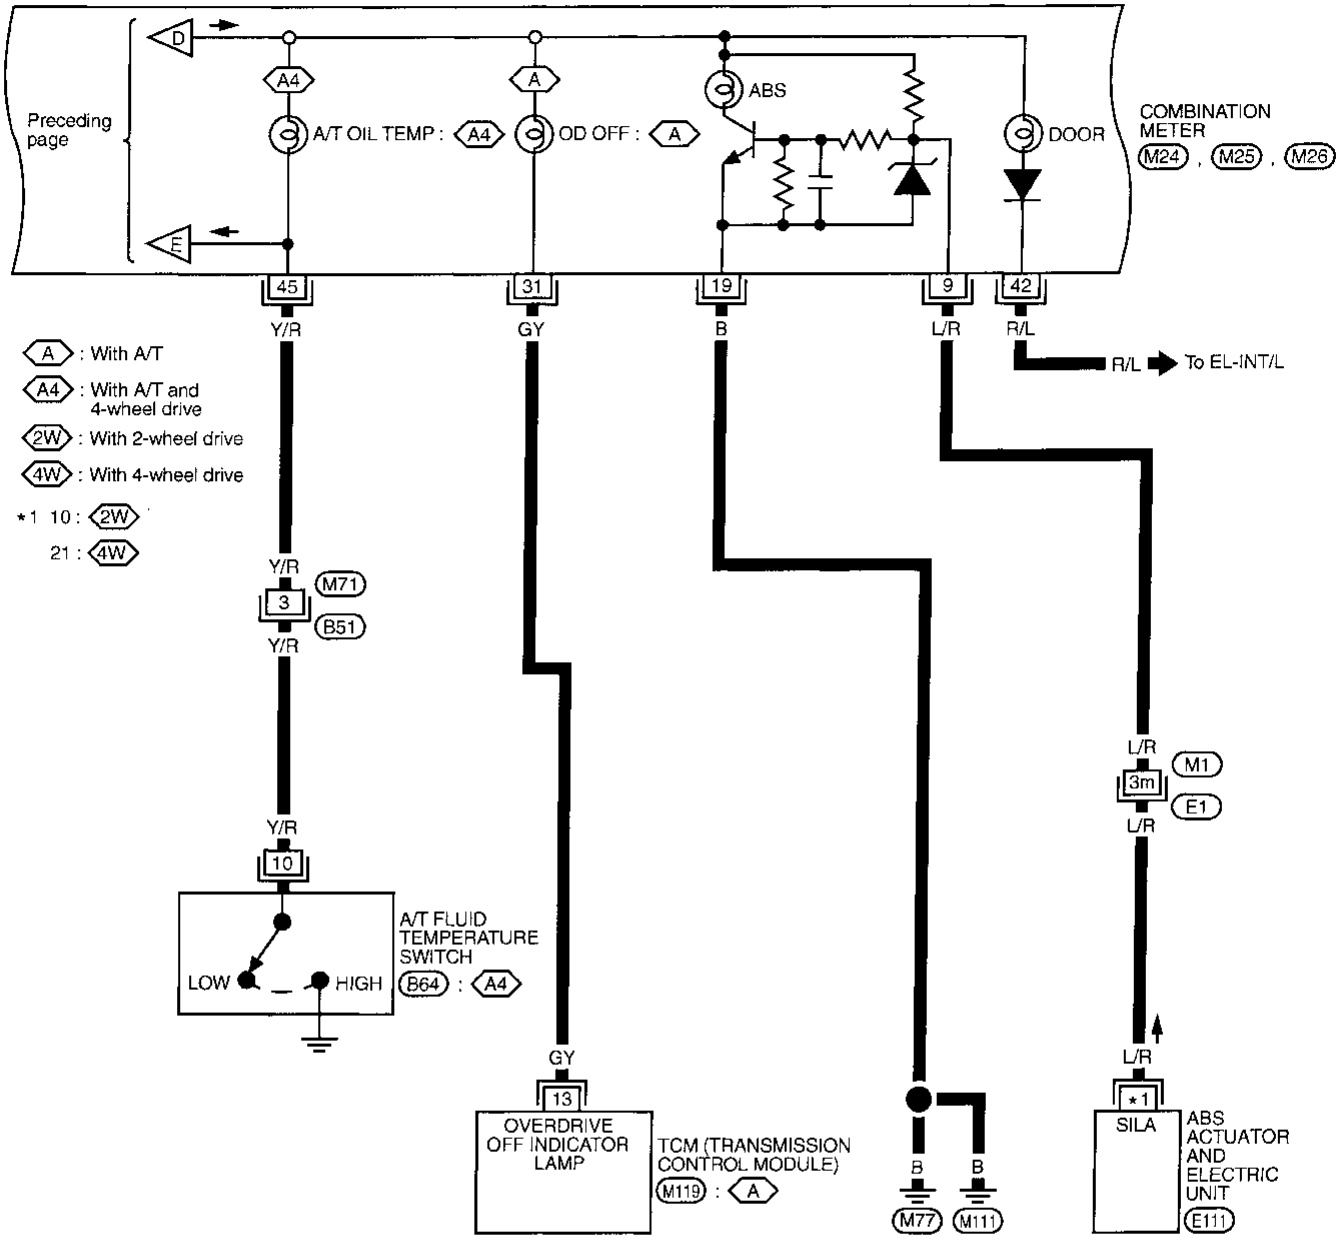 D
A4
A
ABS
Preceding
page
A/T OIL TEMP : A4
OD OFF : A
DOOR
COMBINATION
METER
M24 , M25 , M26
E
45
31
19
9
42
Y/R
GY
B
L/R
R/L
R/L
To EL-INT/L
A : With A/T
A4 : With A/T and
4-wheel drive
2W : With 2-wheel drive
4W : With 4-wheel drive
*1 10 : 2W
21 : 4W
Y/R
3
M71
B51
Y/R
L/R
3m
M1
E1
L/R
Y/R
10
A/T FLUID
TEMPERATURE
SWITCH
B64 : A4
LOW
HIGH
GY
13
OVERDRIVE
OFF INDICATOR
LAMP
TCM (TRANSMISSION
CONTROL MODULE)
M119 : A
B
B
M77
M111
L/R
*1
SILA
ABS
ACTUATOR
AND
ELECTRIC
UNIT
E111